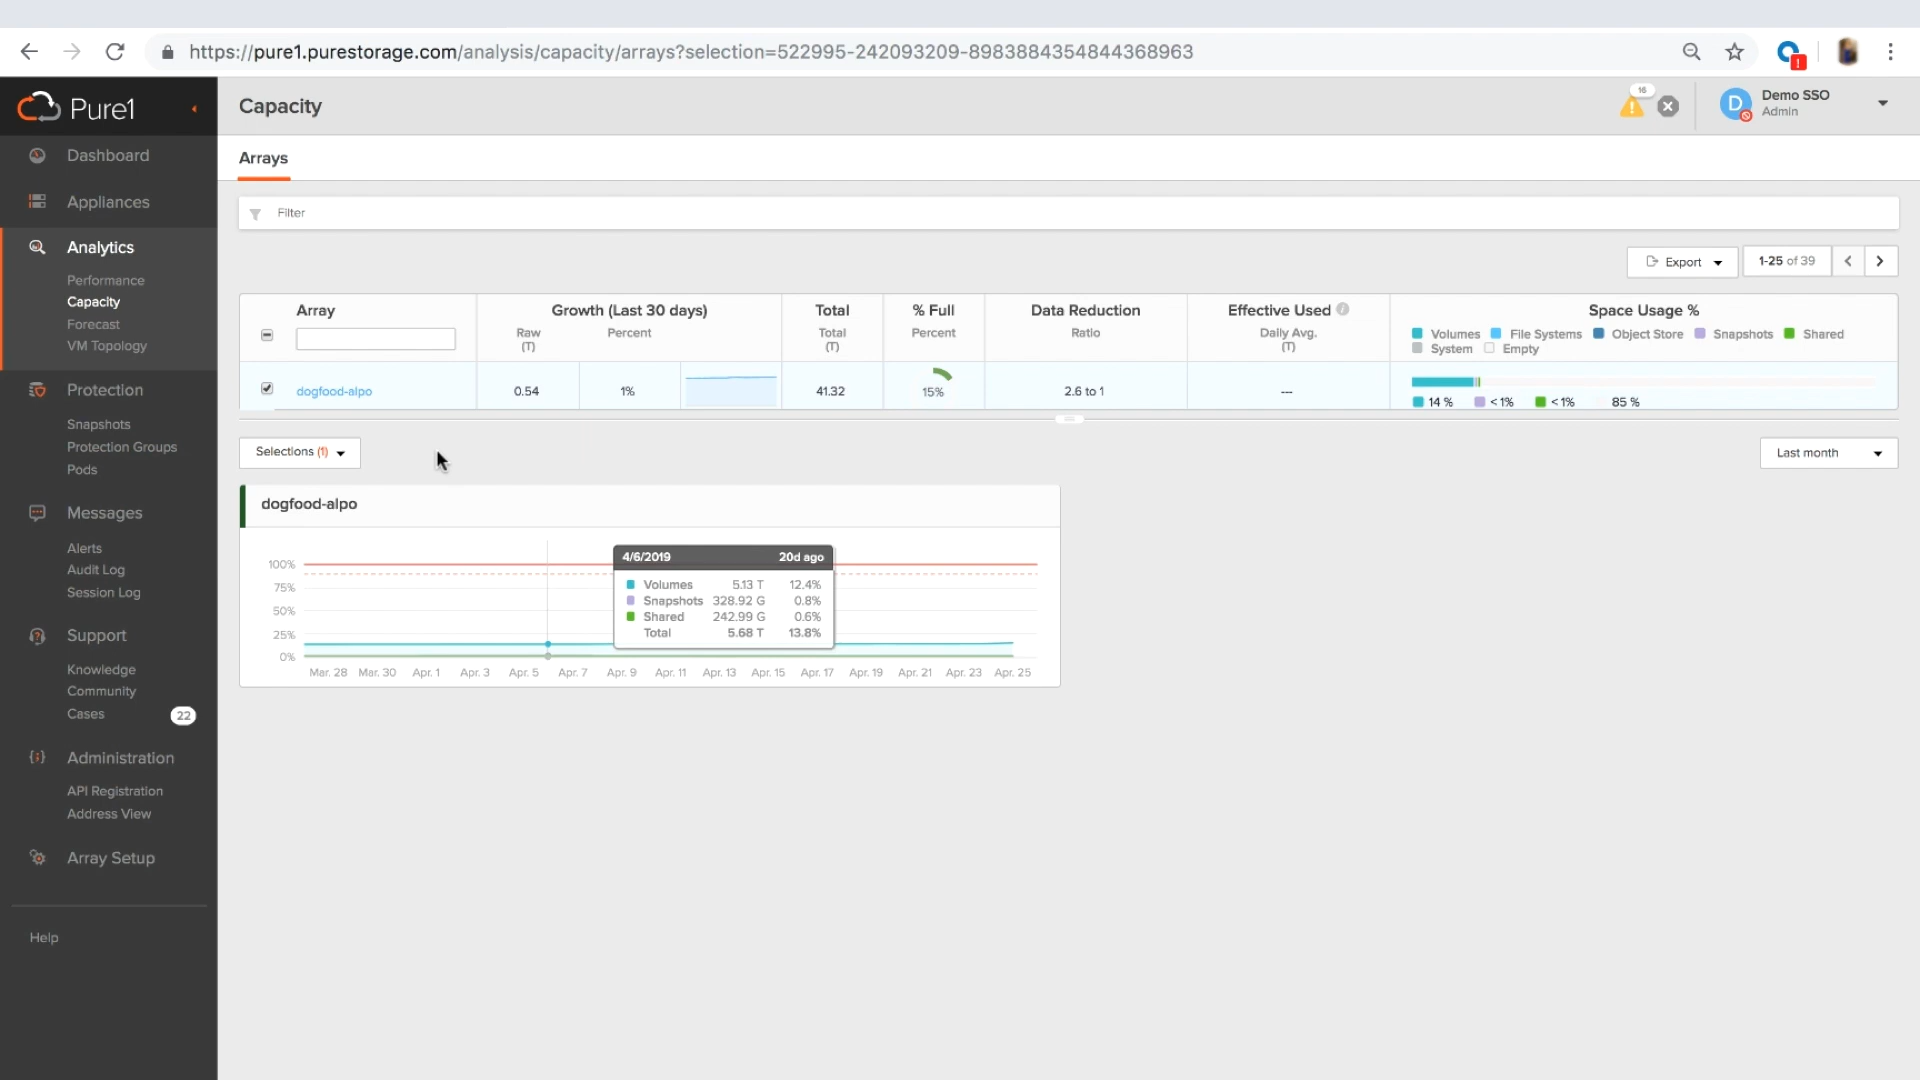 https://pure1.purestorage.com/analysis/capacity/arrays?selection=522995-242093209-8983884354844368963
!
Pure1
Capacity
16
D
Demo SSO
Admin
Dashboard
Appliances
Analytics
Performance
Capacity
Forecast
VM Topology
Protection
Snapshots
Protection Groups
Pods
Messages
Alerts
Audit Log
Session Log
Support
Knowledge
Community
Cases
22
Administration
API Registration
Address View
Array Setup
Help
Arrays
Filter
Export
1-25 of 39
Array
Growth (Last 30 days)
Raw
(T)
Percent
Total
Total
(T)
% Full
Percent
Data Reduction
Ratio
Effective Used
Daily Avg.
(T)
Space Usage %
Volumes File Systems Object Store Snapshots Shared
System Empty
dogfood-alpo 0.54 1% 41.32 15% 2.6 to 1 ---
14 % <1% <1% 85 %
Selections (1)
Last month
dogfood-alpo
100%
75%
50%
25%
0%
4/6/2019 20d ago
Volumes 5.13 T 12.4%
Snapshots 328.92 G 0.8%
Shared 242.99 G 0.6%
Total 5.68 T 13.8%
Mar. 28 Mar. 30 Apr. 1 Apr. 3 Apr. 5 Apr. 7 Apr. 9 Apr. 11 Apr. 13 Apr. 15 Apr. 17 Apr. 19 Apr. 21 Apr. 23 Apr. 25